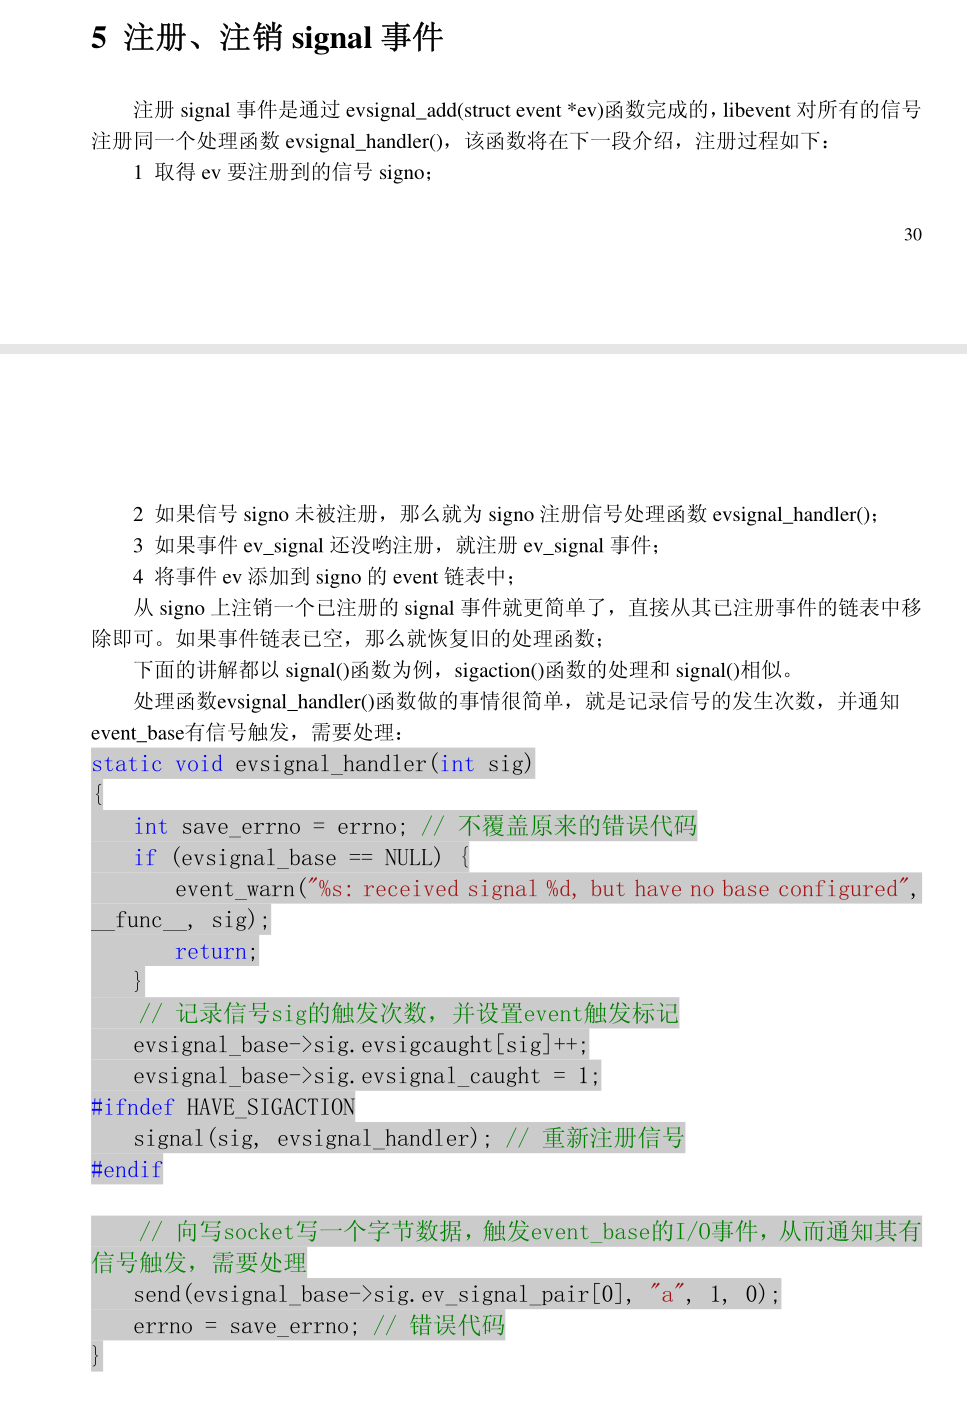 5 注册、注销 signal 事件
注册 signal 事件是通过 evsignal_add(struct event *ev)函数完成的，libevent 对所有的信号
注册同一个处理函数 evsignal_handler()，该函数将在下一段介绍，注册过程如下：
1 取得 ev 要注册到的信号 signo；
30
2 如果信号 signo 未被注册，那么就为 signo 注册信号处理函数 evsignal_handler()；
3 如果事件 ev_signal 还没哟注册，就注册 ev_signal 事件；
4 将事件 ev 添加到 signo 的 event 链表中；
从 signo 上注销一个已注册的 signal 事件就更简单了，直接从其已注册事件的链表中移
除即可。如果事件链表已空，那么就恢复旧的处理函数；
下面的讲解都以 signal()函数为例，sigaction()函数的处理和 signal()相似。
处理函数evsignal_handler()函数做的事情很简单，就是记录信号的发生次数，并通知
event_base有信号触发，需要处理：
static void evsignal_handler(int sig)
{
int save_errno = errno; // 不覆盖原来的错误代码
if (evsignal_base == NULL) {
event_warn("%s: received signal %d, but have no base configured",
__func__, sig);
return;
}
// 记录信号sig的触发次数，并设置event触发标记
evsignal_base->sig.evsigcaught[sig]++;
evsignal_base->sig.evsignal_caught = 1;
#ifndef HAVE_SIGACTION
signal(sig, evsignal_handler); // 重新注册信号
#endif
// 向写socket写一个字节数据，触发event_base的I/O事件，从而通知其有
信号触发，需要处理
send(evsignal_base->sig.ev_signal_pair[0], "a", 1, 0);
errno = save_errno; // 错误代码
}